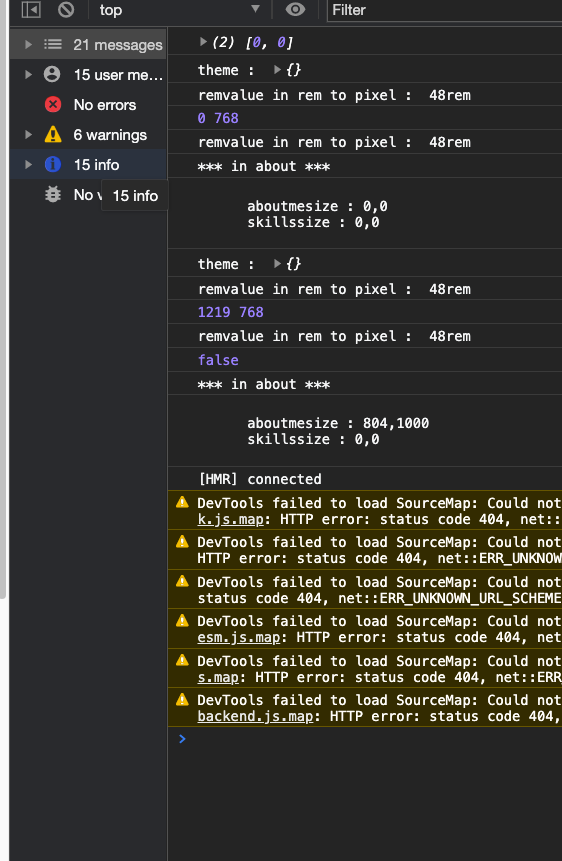 top
Filter
21 messages
15 user me...
No errors
6 warnings
15 info
No v
15 info
(2) [0, 0]
theme : {}
remvalue in rem to pixel : 48rem
0 768
remvalue in rem to pixel : 48rem
*** in about ***
aboutmesize : 0,0
skillssize : 0,0
theme : {}
remvalue in rem to pixel : 48rem
1219 768
remvalue in rem to pixel : 48rem
false
*** in about ***
aboutmesize : 804,1000
skillssize : 0,0
[HMR] connected
DevTools failed to load SourceMap: Could not
k.js.map: HTTP error: status code 404, net::
DevTools failed to load SourceMap: Could not
HTTP error: status code 404, net::ERR_UNKNOW
DevTools failed to load SourceMap: Could not
status code 404, net::ERR_UNKNOWN_URL_SCHEME
DevTools failed to load SourceMap: Could not
esm.js.map: HTTP error: status code 404, net
DevTools failed to load SourceMap: Could not
s.map: HTTP error: status code 404, net::ERR
DevTools failed to load SourceMap: Could not
backend.js.map: HTTP error: status code 404,